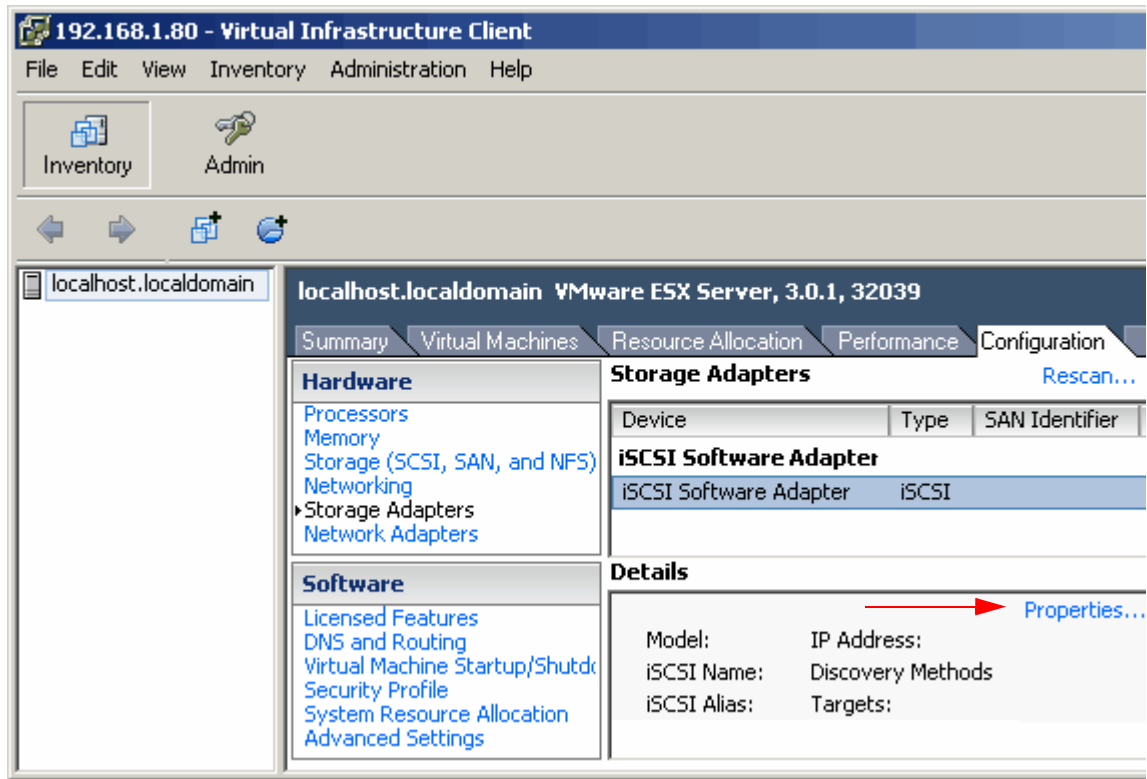 192.168.1.80 - Virtual Infrastructure Client
File Edit View Inventory Administration Help
Inventory Admin
localhost.localdomain
localhost.localdomain VMware ESX Server, 3.0.1, 32039
Summary Virtual Machines Resource Allocation Performance Configuration
Hardware
Processors
Memory
Storage (SCSI, SAN, and NFS)
Networking
Storage Adapters
Network Adapters
Software
Licensed Features
DNS and Routing
Virtual Machine Startup/Shutd
Security Profile
System Resource Allocation
Advanced Settings
Storage Adapters Rescan...
Device Type SAN Identifier
iSCSI Software Adapter
iSCSI Software Adapter iSCSI
Details
Properties...
Model: IP Address:
iSCSI Name: Discovery Methods
iSCSI Alias: Targets: